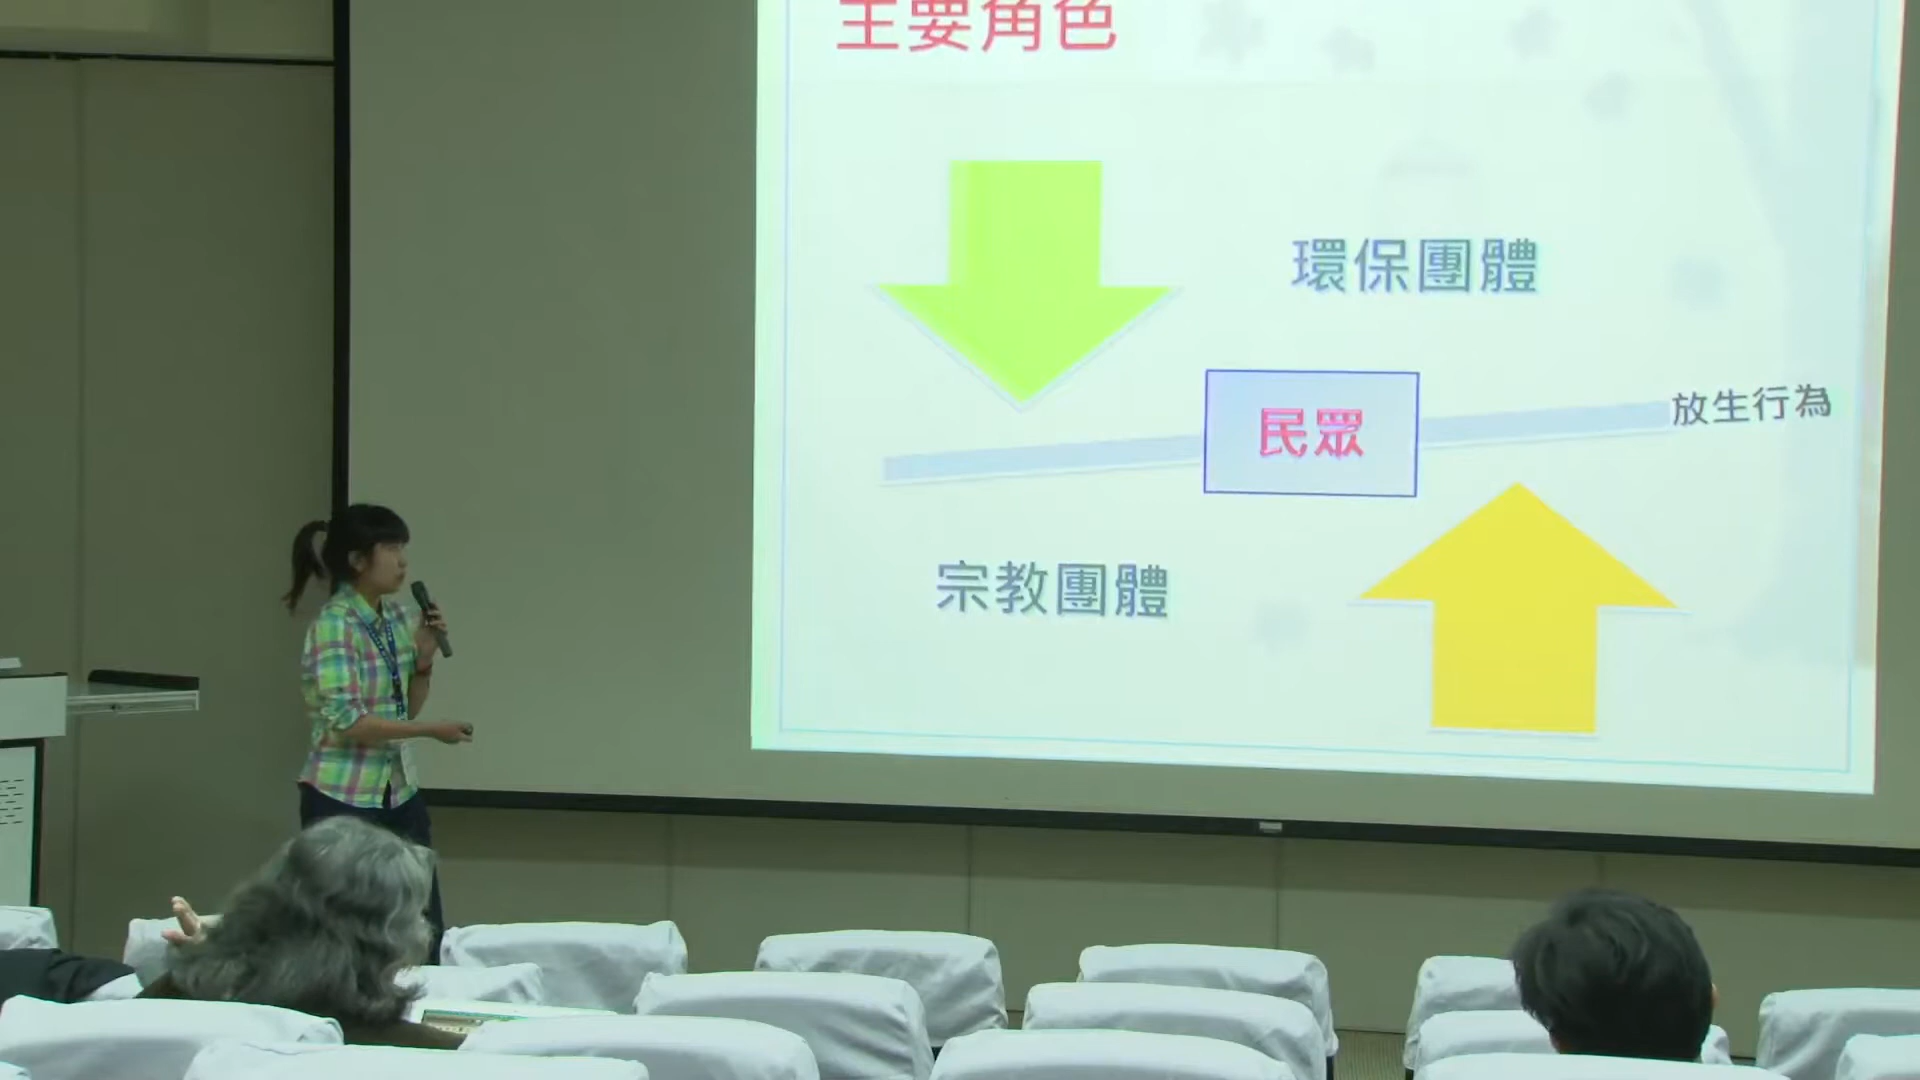 主要角色
環保團體
民眾
放生行為
宗教團體